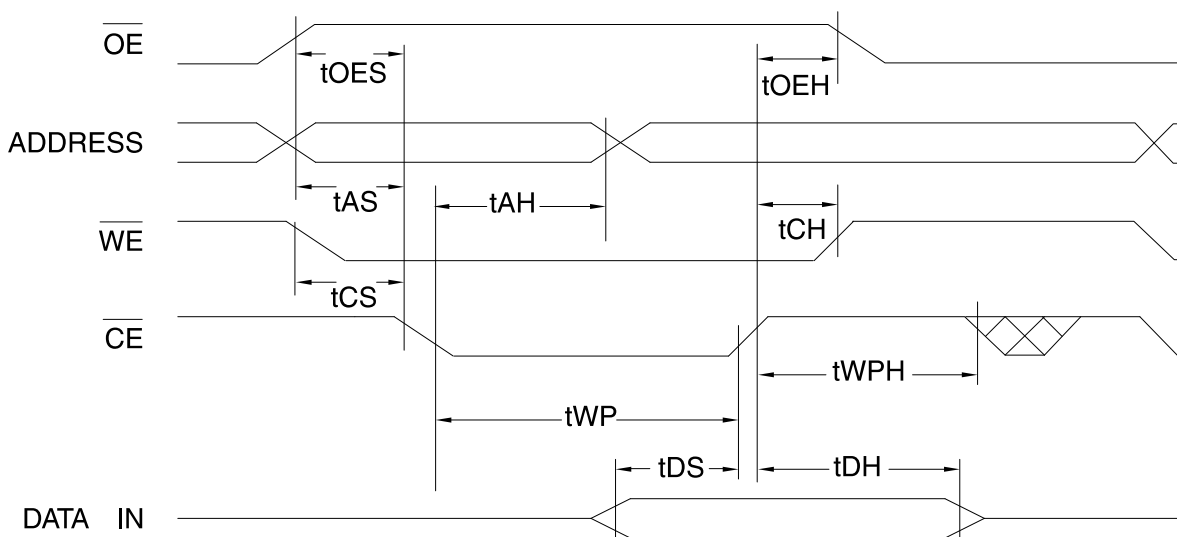 OE
tOES
tOEH
ADDRESS
tAS
tAH
tCH
WE
tCS
CE
tWPH
tWP
tDS
tDH
DATA IN